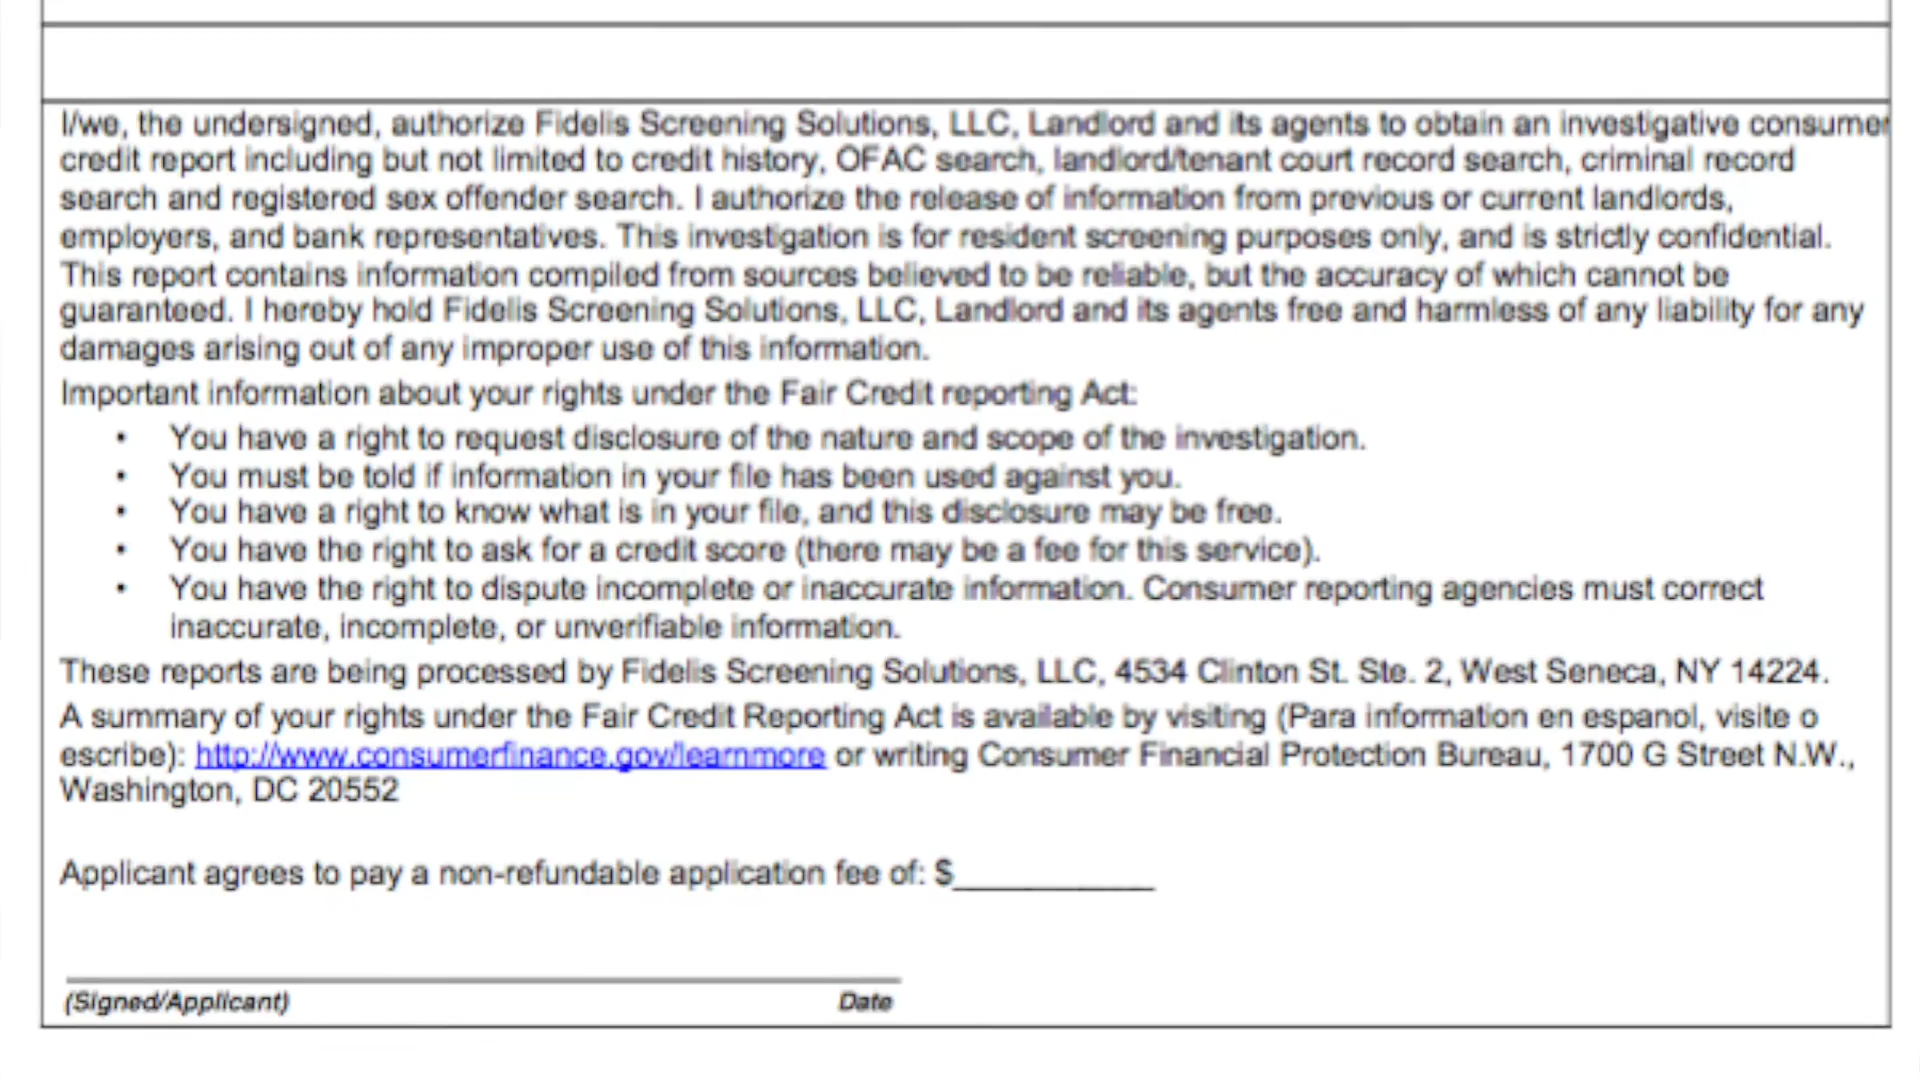 I/we, the undersigned, authorize Fidelis Screening Solutions, LLC, Landlord and its agents to obtain an investigative consumer
credit report including but not limited to credit history, OFAC search, landlord/tenant court record search, criminal record
search and registered sex offender search. I authorize the release of information from previous or current landlords,
employers, and bank representatives. This investigation is for resident screening purposes only, and is strictly confidential.
This report contains information compiled from sources believed to be reliable, but the accuracy of which cannot be
guaranteed. I hereby hold Fidelis Screening Solutions, LLC, Landlord and its agents free and harmless of any liability for any
damages arising out of any improper use of this information.
Important information about your rights under the Fair Credit reporting Act:
• You have a right to request disclosure of the nature and scope of the investigation.
• You must be told if information in your file has been used against you.
• You have a right to know what is in your file, and this disclosure may be free.
• You have the right to ask for a credit score (there may be a fee for this service).
• You have the right to dispute incomplete or inaccurate information. Consumer reporting agencies must correct
inaccurate, incomplete, or unverifiable information.
These reports are being processed by Fidelis Screening Solutions, LLC, 4534 Clinton St. Ste. 2, West Seneca, NY 14224.
A summary of your rights under the Fair Credit Reporting Act is available by visiting (Para information en espanol, visite o
escribe): http://www.consumerfinance.gov/learnmore or writing Consumer Financial Protection Bureau, 1700 G Street N.W.,
Washington, DC 20552
Applicant agrees to pay a non-refundable application fee of: $___________
(Signed/Applicant) Date